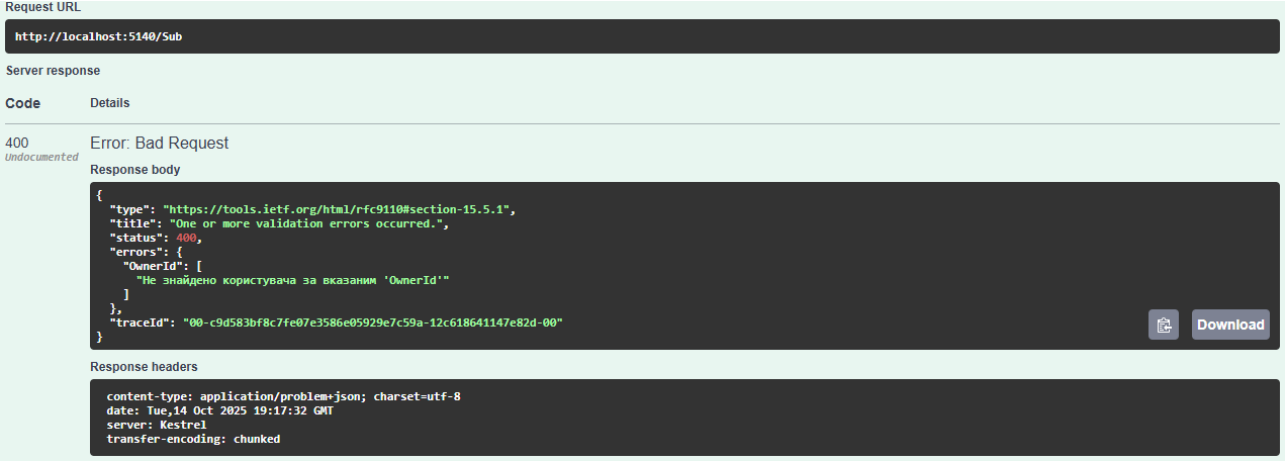 Request URL
http://localhost:5140/Sub
Server response
Code Details
400 Error: Bad Request
Undocumented
Response body
{
"type": "https://tools.ietf.org/html/rfc9110#section-15.5.1",
"title": "One or more validation errors occurred.",
"status": 400,
"errors": {
"OwnerId": [
"Не знайдено користувача за вказаним 'OwnerId'"
]
},
"traceId": "00-c9d583bf8c7fe07e3586e05929e7c59a-12c618641147e82d-00"
}
Download
Response headers
content-type: application/problem+json; charset=utf-8
date: Tue,14 Oct 2025 19:17:32 GMT
server: Kestrel
transfer-encoding: chunked